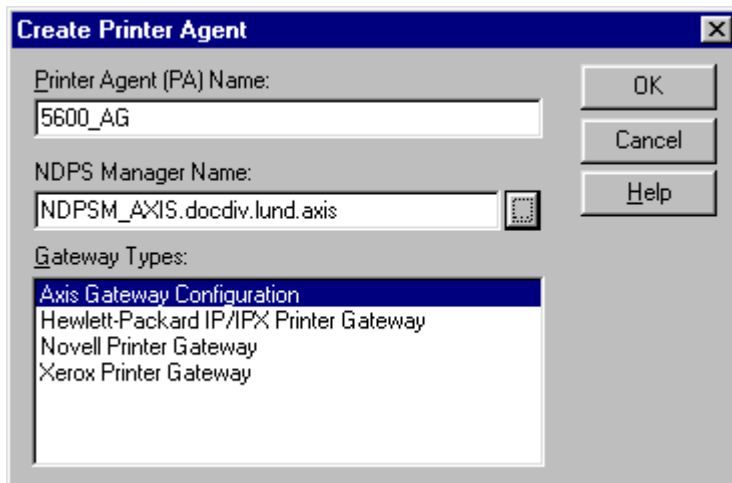 Create Printer Agent
Printer Agent (PA) Name:
5600_AG
OK
Cancel
NDPS Manager Name:
NDPSM_AXIS.docdiv.lund.axis
Help
Gateway Types:
Axis Gateway Configuration
Hewlett-Packard IP/IPX Printer Gateway
Novell Printer Gateway
Xerox Printer Gateway